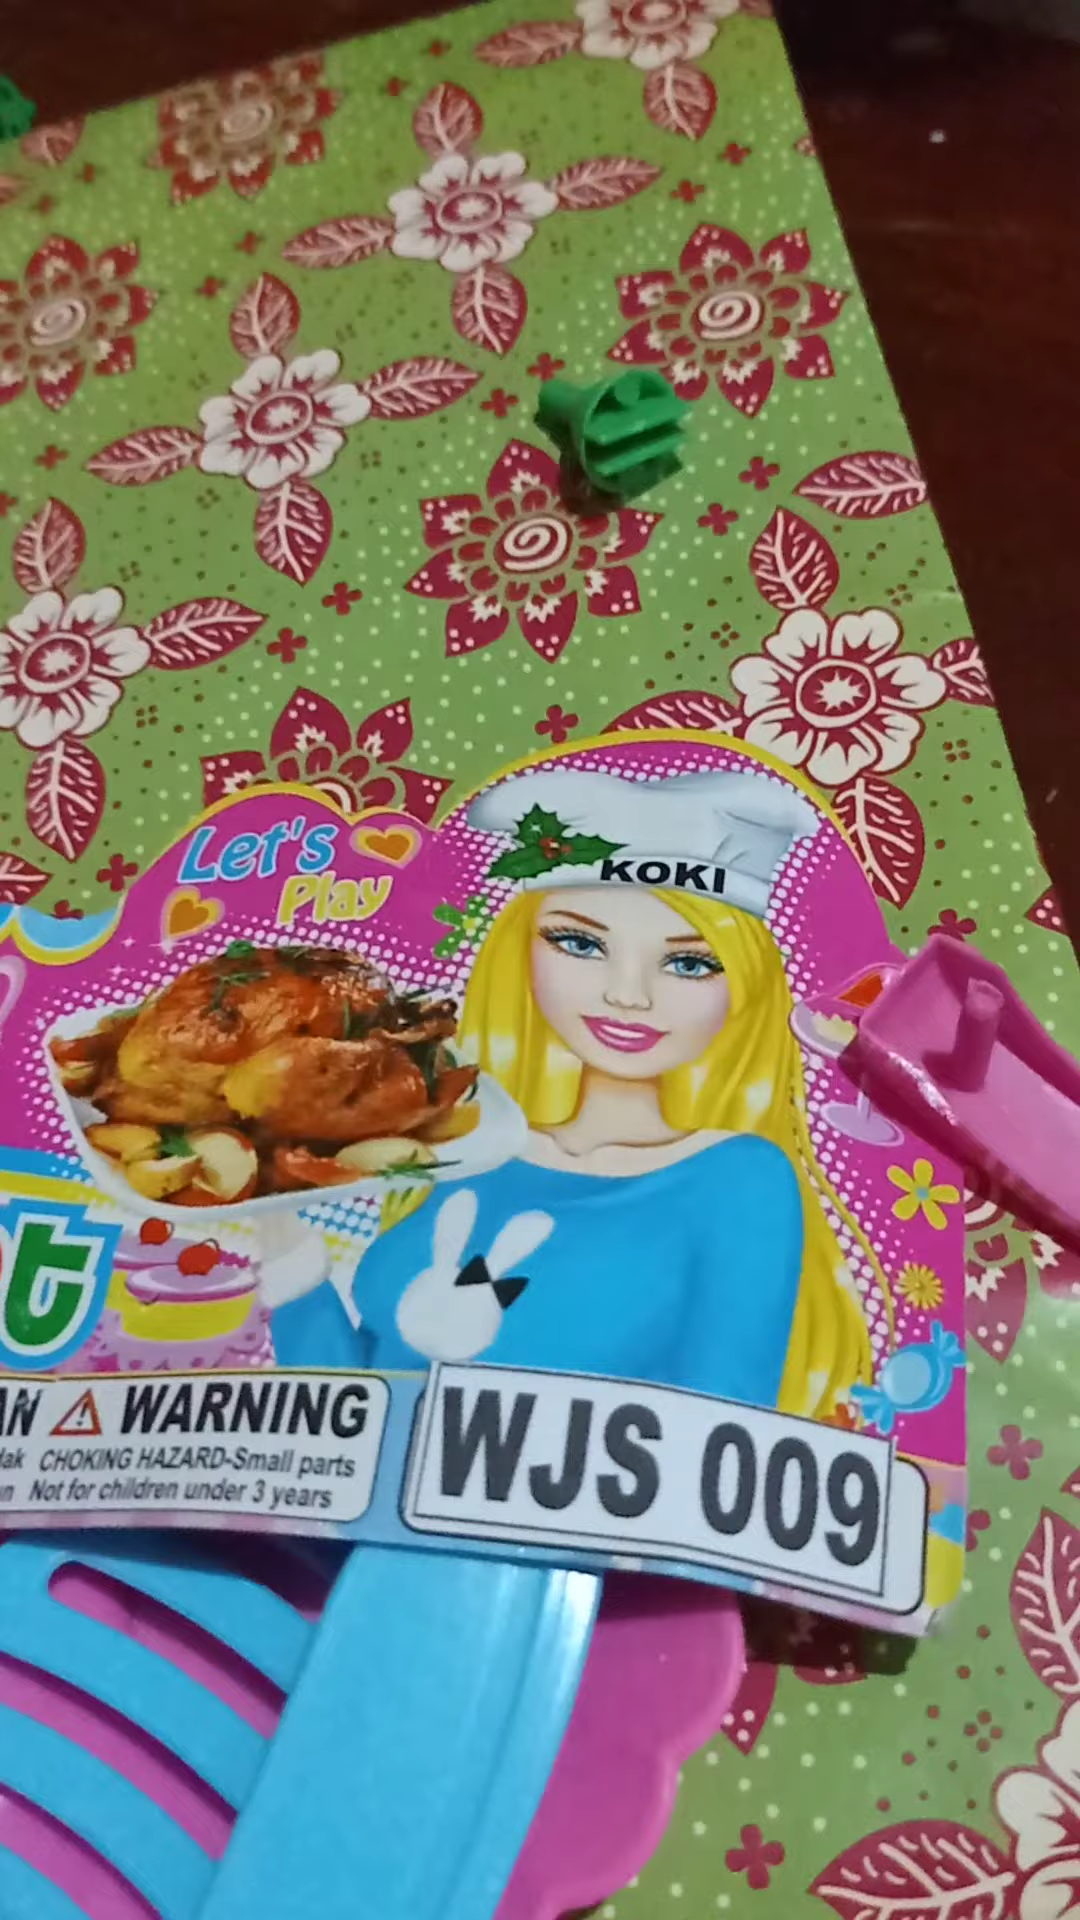 Let's
Play
KOKI
WARNING
CHOKING HAZARD-Small parts
Not for children under 3 years
WJS 009